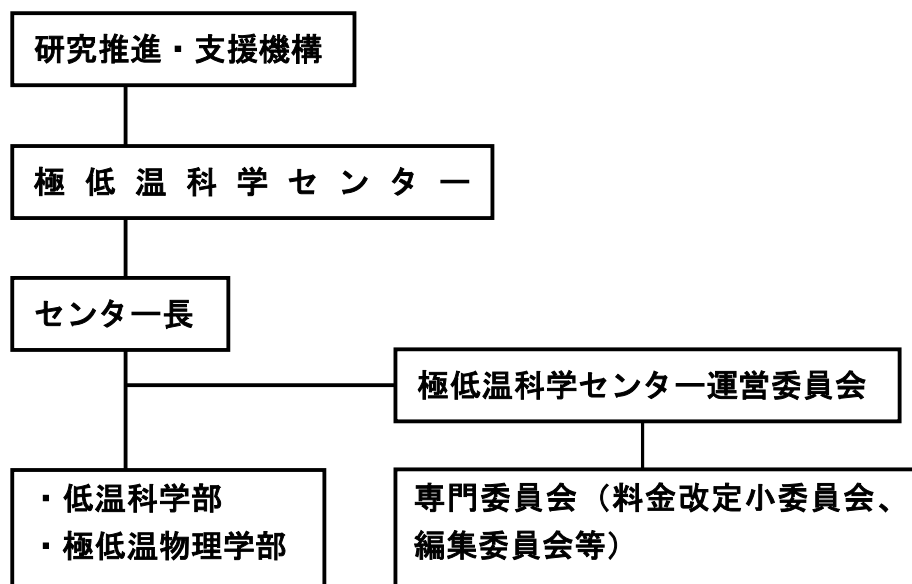 研究推進・支援機構
極低温科学センター
センター長
極低温科学センター運営委員会
・低温科学部
・極低温物理学部
専門委員会（料金改定小委員会、
編集委員会等）